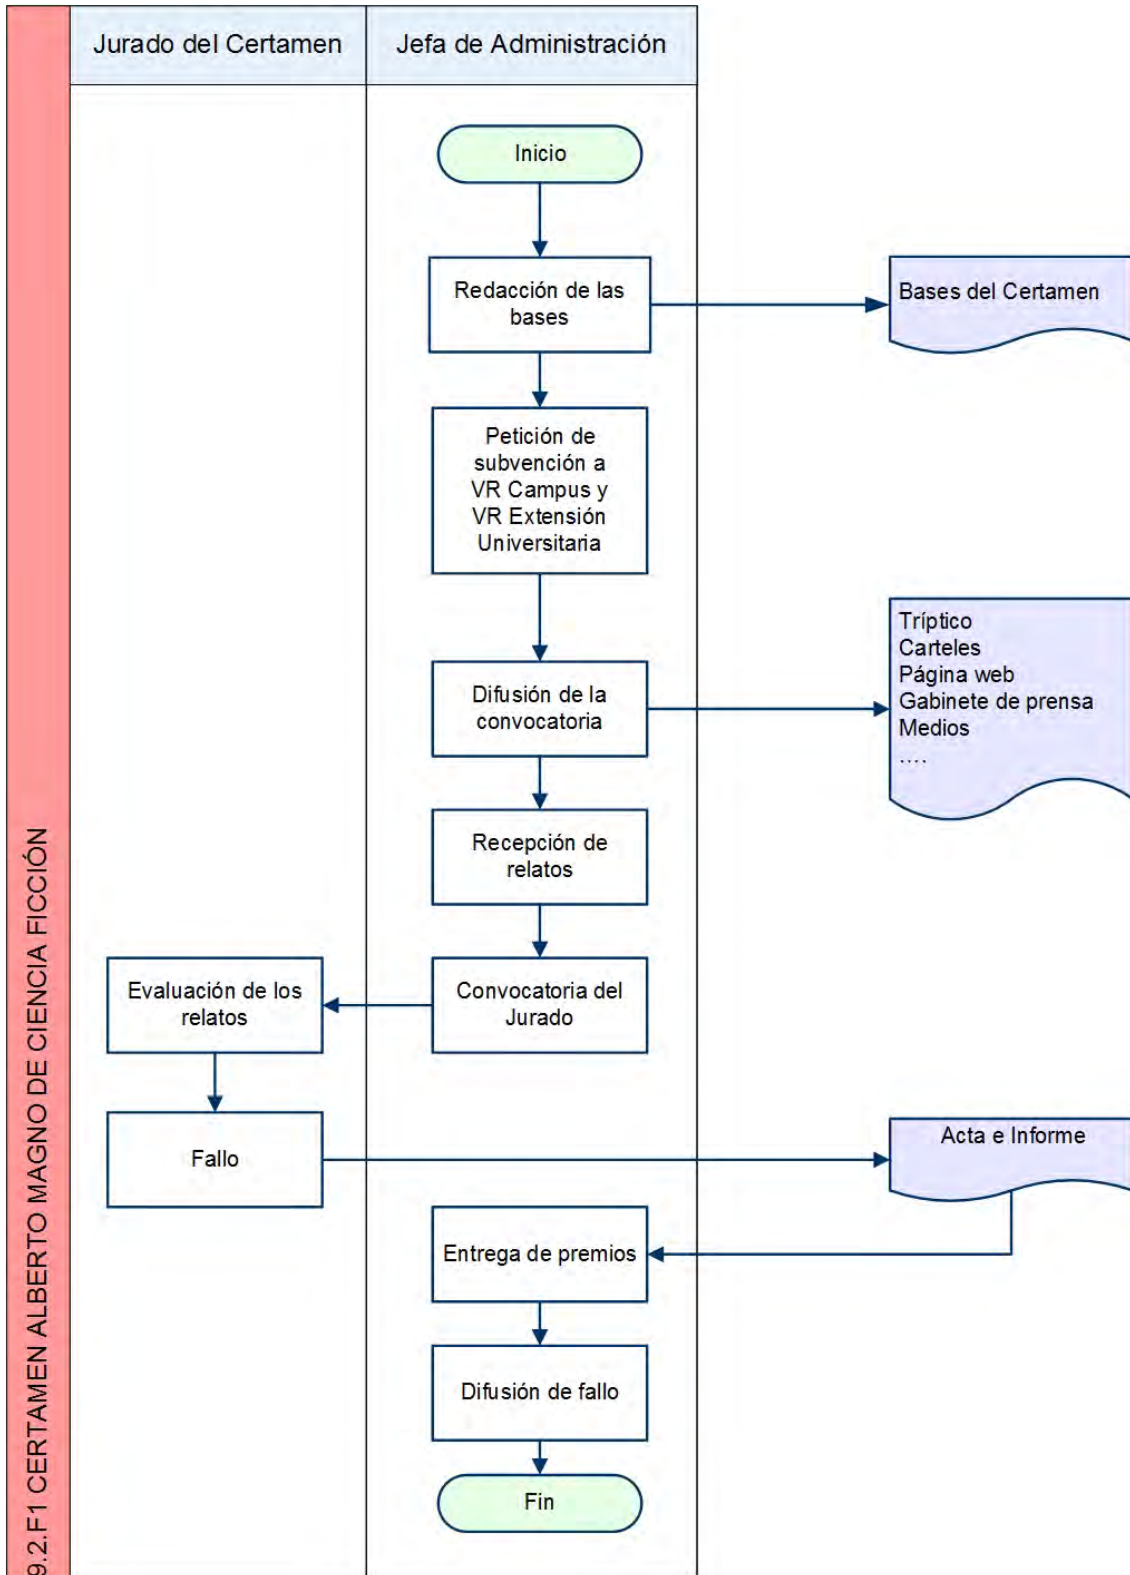 Jurado del Certamen
Jefa de Administración
Inicio
Redacción de las
bases
Bases del Certamen
Petición de
subvención a
VR Campus y
VR Extensión
Universitaria
Tríptico
Carteles
Página web
Gabinete de prensa
Medios
....
Difusión de la
convocatoria
Recepción de
relatos
Evaluación de los
relatos
Convocatoria del
Jurado
Fallo
Acta e Informe
Entrega de premios
Difusión de fallo
Fin
9.2.F1 CERTAMEN ALBERTO MAGNO DE CIENCIA FICCIÓN